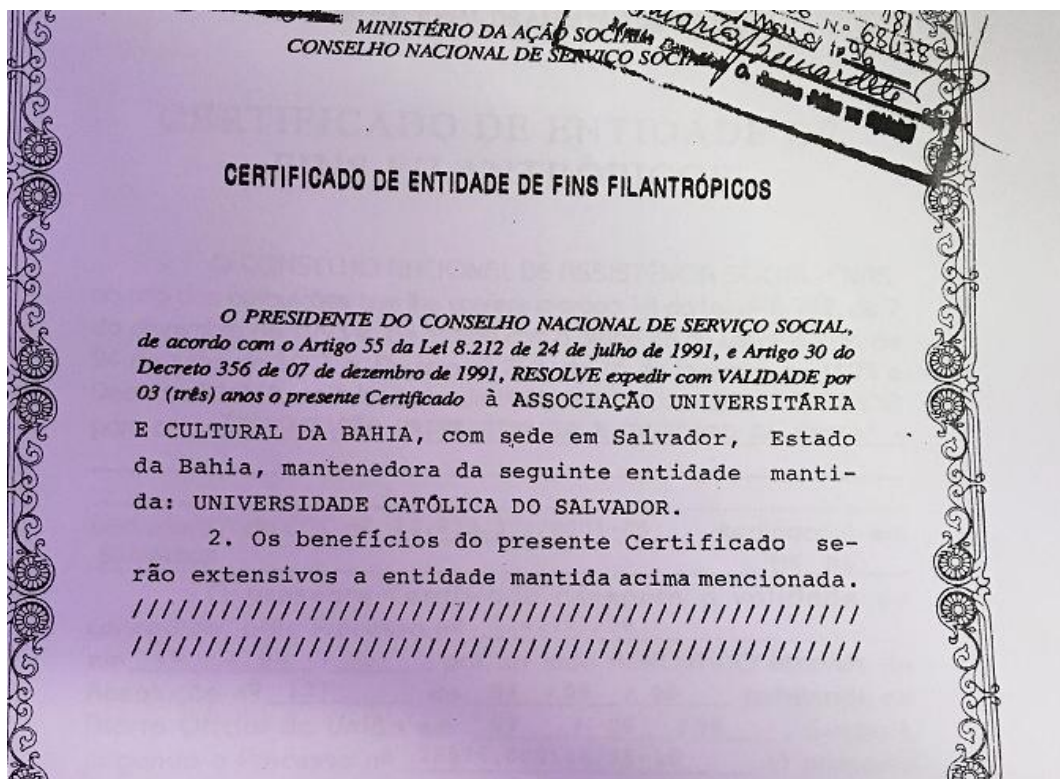 MINISTÉRIO DA AÇÃO SOCIAL
CONSELHO NACIONAL DE SERVIÇO SOCIAL
181
N.º 68478
CERTIFICADO DE ENTIDADE DE FINS FILANTRÓPICOS
O PRESIDENTE DO CONSELHO NACIONAL DE SERVIÇO SOCIAL,
de acordo com o Artigo 55 da Lei 8.212 de 24 de julho de 1991, e Artigo 30 do
Decreto 356 de 07 de dezembro de 1991, RESOLVE expedir com VALIDADE por
03 (três) anos o presente Certificado à ASSOCIAÇÃO UNIVERSITÁRIA
E CULTURAL DA BAHIA, com sede em Salvador, Estado
da Bahia, mantenedora da seguinte entidade manti-
da: UNIVERSIDADE CATÓLICA DO SALVADOR.
2. Os benefícios do presente Certificado se-
rão extensivos a entidade mantida acima mencionada.
////////////////////////////////////////////////
////////////////////////////////////////////////